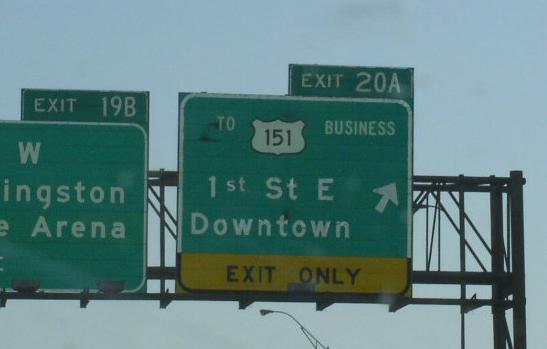 EXIT 19B
W
ingston
e Arena
EXIT 20A
TO 151 BUSINESS
1st St E
Downtown
EXIT ONLY